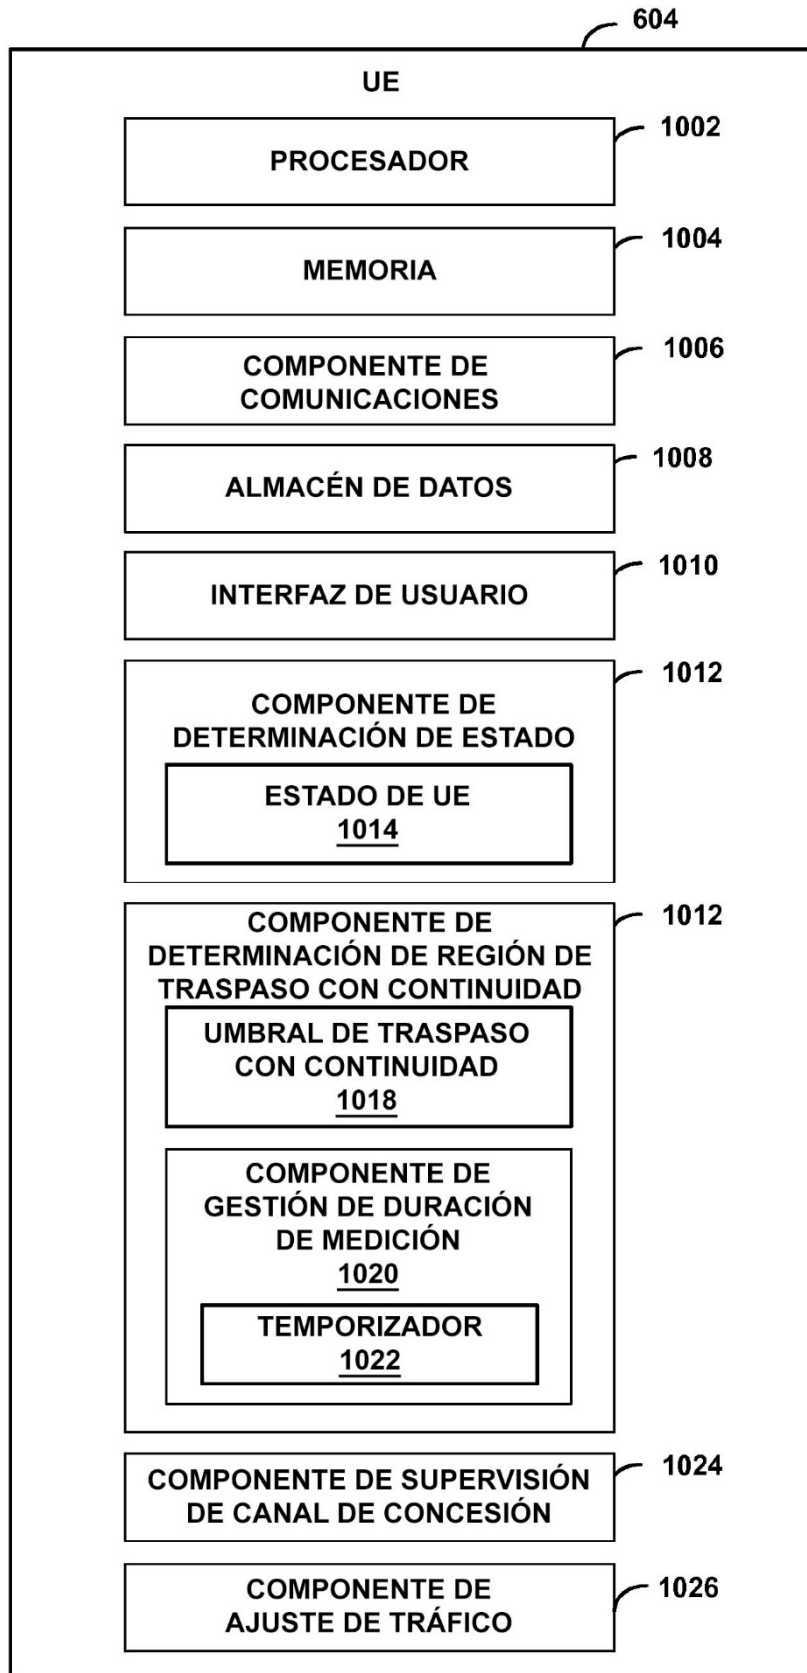 604
UE
PROCESADOR
1002
MEMORIA
1004
COMPONENTE DE
COMUNICACIONES
1006
ALMACÉN DE DATOS
1008
INTERFAZ DE USUARIO
1010
COMPONENTE DE
DETERMINACIÓN DE ESTADO
1012
ESTADO DE UE
1014
COMPONENTE DE
DETERMINACIÓN DE REGIÓN DE
TRASPASO CON CONTINUIDAD
1012
UMBRAL DE TRASPASO
CON CONTINUIDAD
1018
COMPONENTE DE
GESTIÓN DE DURACIÓN
DE MEDICIÓN
1020
TEMPORIZADOR
1022
COMPONENTE DE SUPERVISIÓN
DE CANAL DE CONCESIÓN
1024
COMPONENTE DE
AJUSTE DE TRÁFICO
1026